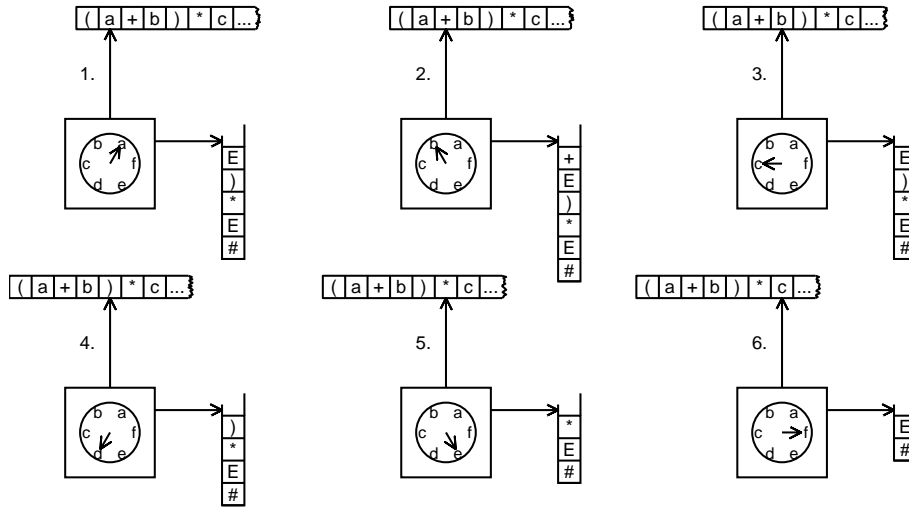 ( a + b ) * c ...
( a + b ) * c ...
( a + b ) * c ...
1.
2.
3.
b a
c f
d e
b a
c f
d e
b a
c f
d e
E
)
*
E
#
+
E
)
*
E
#
E
)
*
E
#
( a + b ) * c ...
( a + b ) * c ...
( a + b ) * c ...
4.
5.
6.
b a
c f
d e
b a
c f
d e
b a
c f
d e
)
*
E
#
*
E
#
E
#